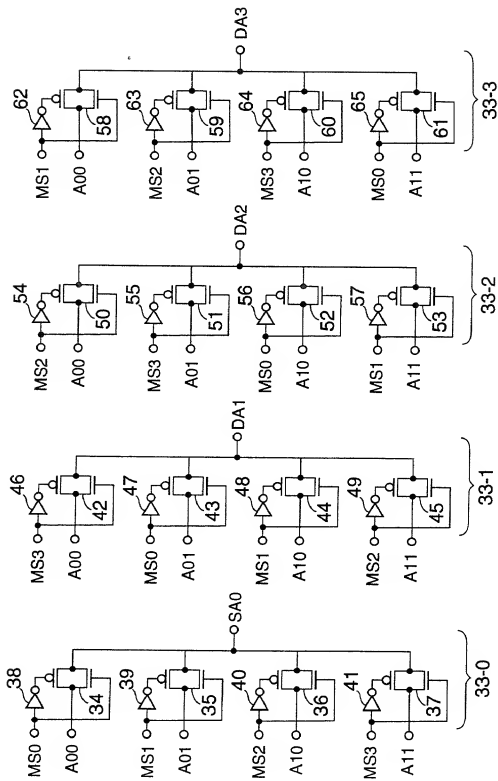 MS0 38
A00 34
MS1 39
A01 35
SA0
MS2 40
A10 36
MS3 41
A11 37
33-0
MS3 46
A00 42
MS0 47
A01 43
DA1
MS1 48
A10 44
MS2 49
A11 45
33-1
MS2 54
A00 50
MS3 55
A01 51
DA2
MS0 56
A10 52
MS1 57
A11 53
33-2
MS1 62
A00 58
MS2 63
A01 59
DA3
MS3 64
A10 60
MS0 65
A11 61
33-3